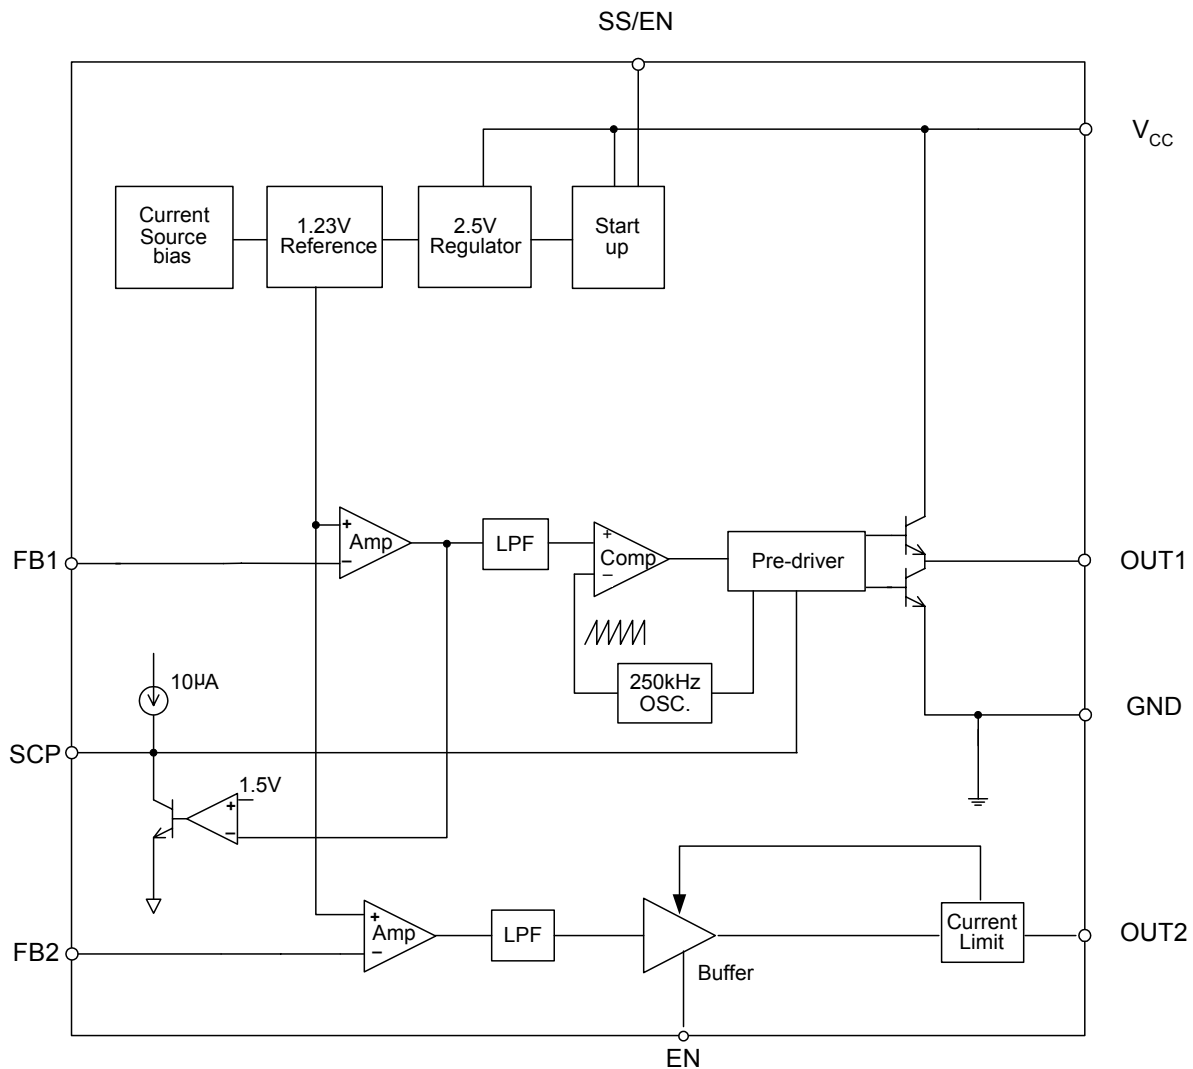 SS/EN
V_CC
Current
Source
bias
1.23V
Reference
2.5V
Regulator
Start
up
FB1
+
Amp
−
LPF
+
Comp
−
Pre-driver
OUT1
250kHz
OSC.
10µA
GND
SCP
1.5V
+
−
FB2
+
Amp
−
LPF
Buffer
Current
Limit
OUT2
EN